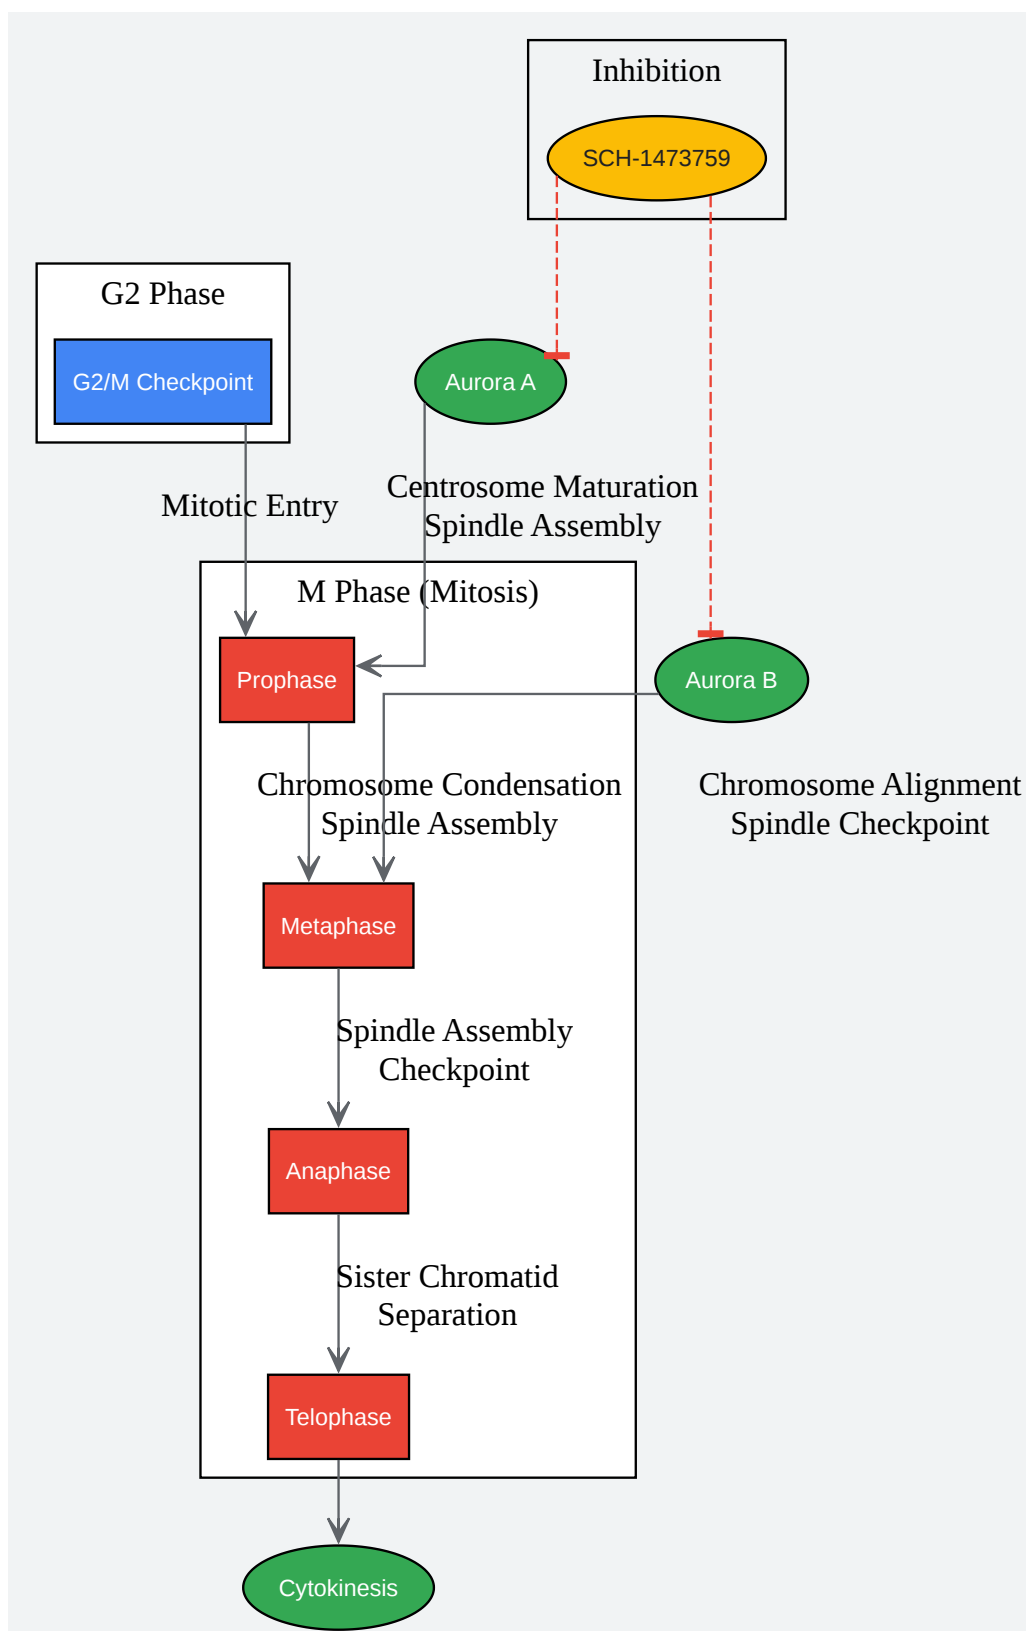 Inhibition
SCH-1473759
G2 Phase
G2/M Checkpoint
Aurora A
Mitotic Entry
Centrosome Maturation
Spindle Assembly
M Phase (Mitosis)
Prophase
Aurora B
Chromosome Condensation
Spindle Assembly
Chromosome Alignment
Spindle Checkpoint
Metaphase
Spindle Assembly
Checkpoint
Anaphase
Sister Chromatid
Separation
Telophase
Cytokinesis